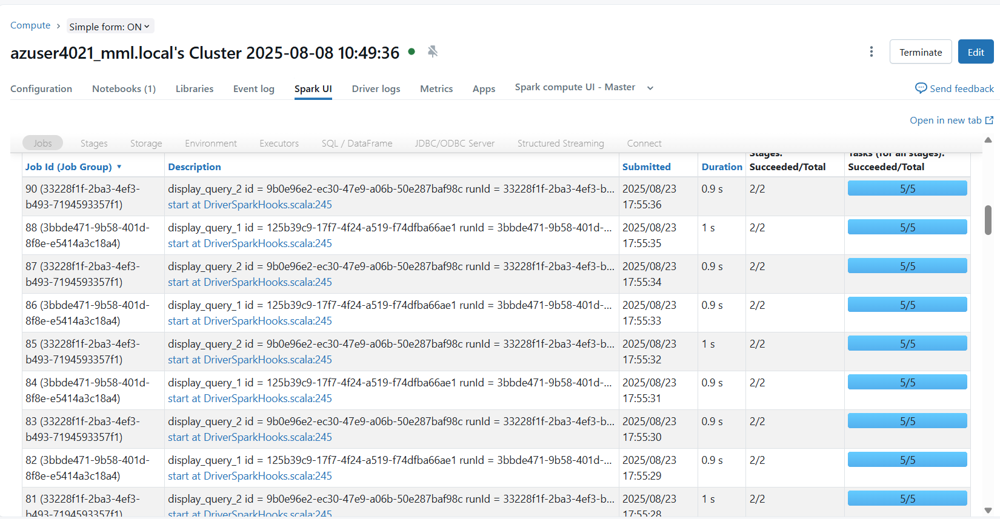 Compute › Simple form: ON
azuser4021_mml.local's Cluster 2025-08-08 10:49:36
Terminate
Edit
Configuration Notebooks (1) Libraries Event log Spark UI Driver logs Metrics Apps Spark compute UI - Master
Send feedback
Open in new tab
Jobs Stages Storage Environment Executors SQL / DataFrame JDBC/ODBC Server Structured Streaming Connect
Stages: Tasks (for all stages):
Job Id (Job Group) ▾ Description Submitted Duration Succeeded/Total Succeeded/Total
90 (33228f1f-2ba3-4ef3- display_query_2 id = 9b0e96e2-ec30-47e9-a06b-50e287baf98c runId = 33228f1f-2ba3-4ef3-b... 2025/08/23 0.9 s 2/2 5/5
b493-7194593357f1) start at DriverSparkHooks.scala:245 17:55:36
88 (3bbde471-9b58-401d- display_query_1 id = 125b39c9-17f7-4f24-a519-f74dfba66ae1 runId = 3bbde471-9b58-401d-... 2025/08/23 1 s 2/2 5/5
8f8e-e5414a3c18a4) start at DriverSparkHooks.scala:245 17:55:35
87 (33228f1f-2ba3-4ef3- display_query_2 id = 9b0e96e2-ec30-47e9-a06b-50e287baf98c runId = 33228f1f-2ba3-4ef3-b... 2025/08/23 0.9 s 2/2 5/5
b493-7194593357f1) start at DriverSparkHooks.scala:245 17:55:34
86 (3bbde471-9b58-401d- display_query_1 id = 125b39c9-17f7-4f24-a519-f74dfba66ae1 runId = 3bbde471-9b58-401d-... 2025/08/23 0.9 s 2/2 5/5
8f8e-e5414a3c18a4) start at DriverSparkHooks.scala:245 17:55:33
85 (33228f1f-2ba3-4ef3- display_query_2 id = 9b0e96e2-ec30-47e9-a06b-50e287baf98c runId = 33228f1f-2ba3-4ef3-b... 2025/08/23 1 s 2/2 5/5
b493-7194593357f1) start at DriverSparkHooks.scala:245 17:55:32
84 (3bbde471-9b58-401d- display_query_1 id = 125b39c9-17f7-4f24-a519-f74dfba66ae1 runId = 3bbde471-9b58-401d-... 2025/08/23 0.9 s 2/2 5/5
8f8e-e5414a3c18a4) start at DriverSparkHooks.scala:245 17:55:31
83 (33228f1f-2ba3-4ef3- display_query_2 id = 9b0e96e2-ec30-47e9-a06b-50e287baf98c runId = 33228f1f-2ba3-4ef3-b... 2025/08/23 0.9 s 2/2 5/5
b493-7194593357f1) start at DriverSparkHooks.scala:245 17:55:30
82 (3bbde471-9b58-401d- display_query_1 id = 125b39c9-17f7-4f24-a519-f74dfba66ae1 runId = 3bbde471-9b58-401d-... 2025/08/23 0.9 s 2/2 5/5
8f8e-e5414a3c18a4) start at DriverSparkHooks.scala:245 17:55:29
81 (33228f1f-2ba3-4ef3- display_query_2 id = 9b0e96e2-ec30-47e9-a06b-50e287baf98c runId = 33228f1f-2ba3-4ef3-b... 2025/08/23 1 s 2/2 5/5
b493-7194593357f1) start at DriverSparkHooks.scala:245 17:55:28